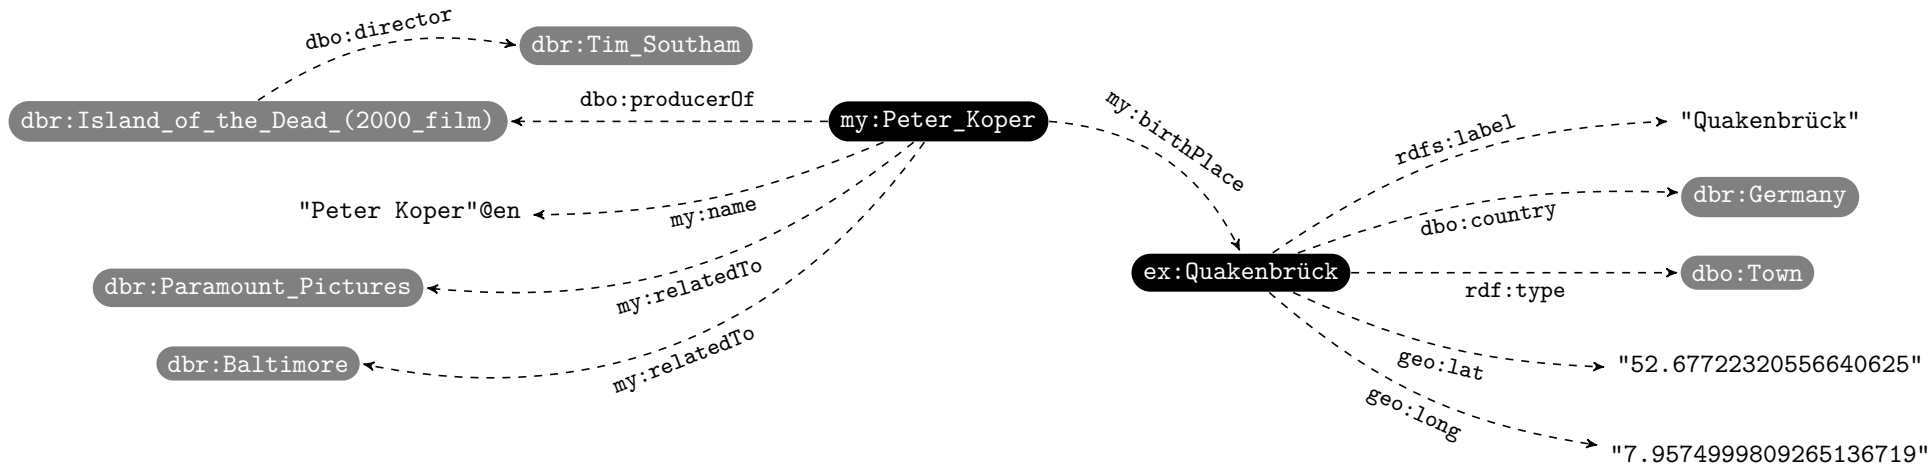 dbo:director
dbr:Tim_Southam
dbo:producerOf
dbr:Island_of_the_Dead_(2000_film)
my:Peter_Koper
my:birthPlace
rdfs:label
"Quakenbrück"
"Peter Koper"@en
my:name
dbo:country
dbr:Germany
dbr:Paramount_Pictures
my:relatedTo
ex:Quakenbrück
rdf:type
dbo:Town
dbr:Baltimore
my:relatedTo
geo:lat
"52.67722320556640625"
geo:long
"7.9574999809265136719"